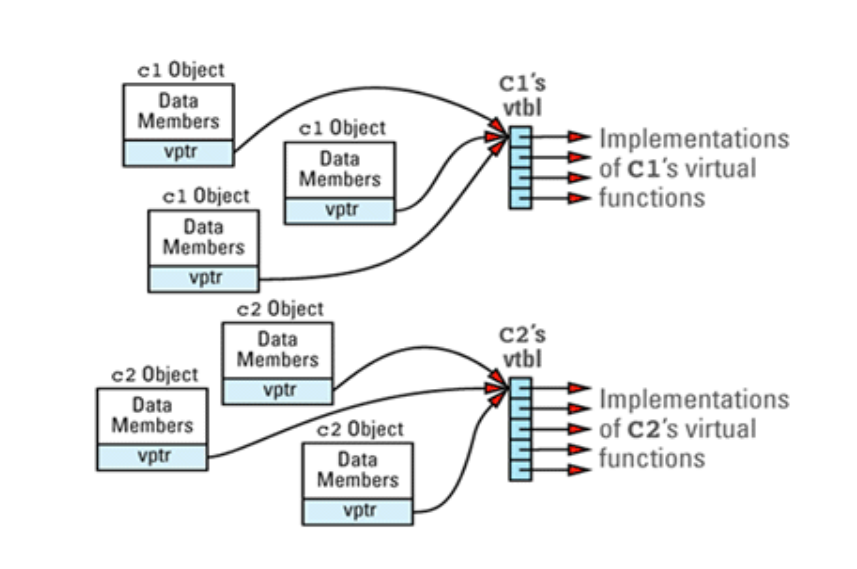 c1 Object
Data
Members
vptr
c1 Object
Data
Members
vptr
c1 Object
Data
Members
vptr
C1's
vtbl
Implementations
of C1's virtual
functions
c2 Object
Data
Members
vptr
c2 Object
Data
Members
vptr
c2 Object
Data
Members
vptr
C2's
vtbl
Implementations
of C2's virtual
functions